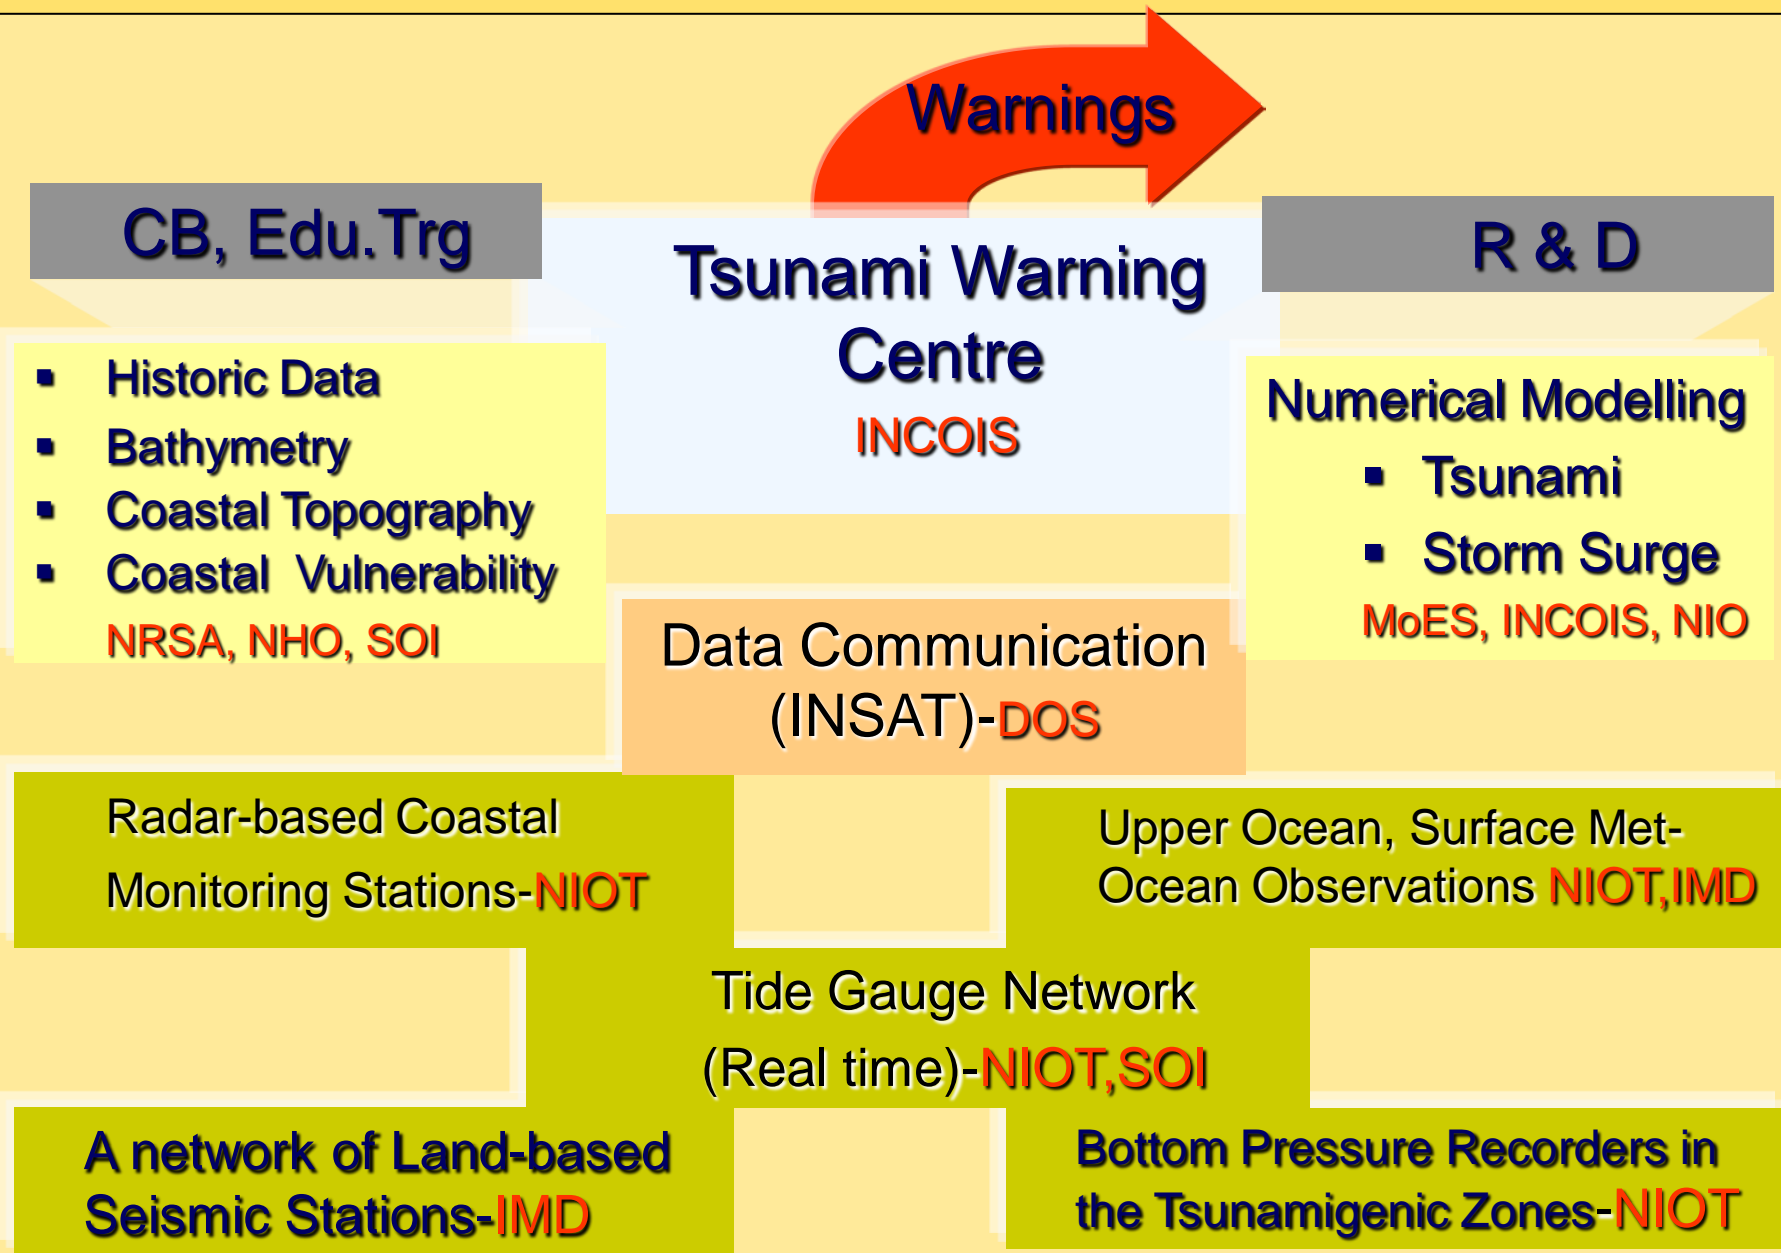 Warnings
CB, Edu.Trg
Tsunami Warning
Centre
INCOIS
R & D
▪ Historic Data
▪ Bathymetry
▪ Coastal Topography
▪ Coastal Vulnerability
NRSA, NHO, SOI
Numerical Modelling
▪ Tsunami
▪ Storm Surge
MoES, INCOIS, NIO
Data Communication
(INSAT)-DOS
Radar-based Coastal
Monitoring Stations-NIOT
Upper Ocean, Surface Met-
Ocean Observations NIOT,IMD
Tide Gauge Network
(Real time)-NIOT,SOI
A network of Land-based
Seismic Stations-IMD
Bottom Pressure Recorders in
the Tsunamigenic Zones-NIOT